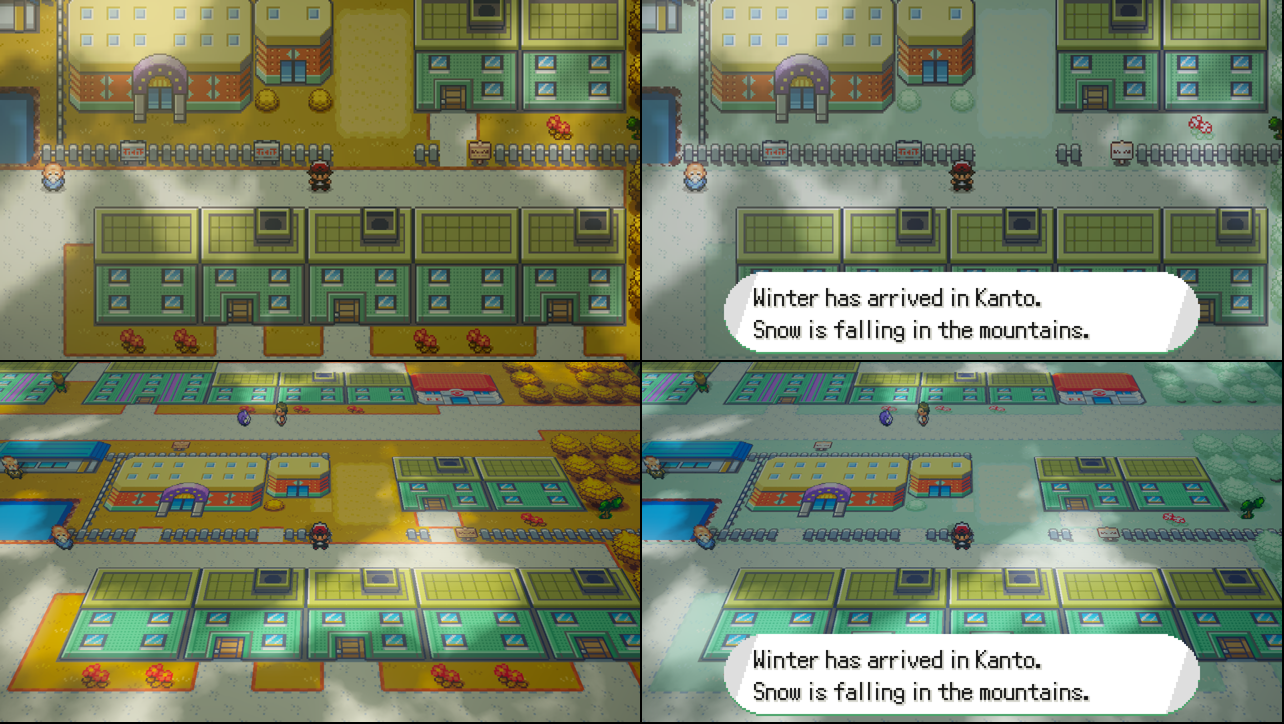 Winter has arrived in Kanto.
Snow is falling in the mountains.
Winter has arrived in Kanto.
Snow is falling in the mountains.